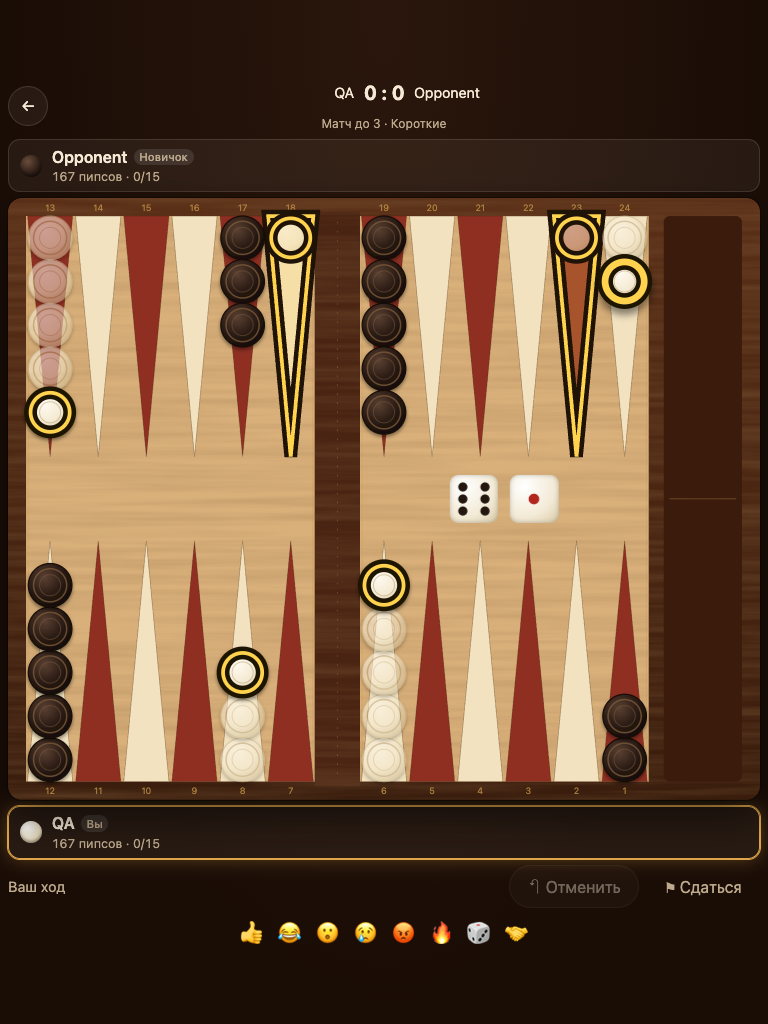 QA 0 : 0 Opponent
Матч до 3 · Короткие
Opponent Новичок
167 пипсов · 0/15
13 14 15 16 17 18 19 20 21 22 23 24
12 11 10 9 8 7 6 5 4 3 2 1
QA Вы
167 пипсов · 0/15
Ваш ход
Отменить
Сдаться